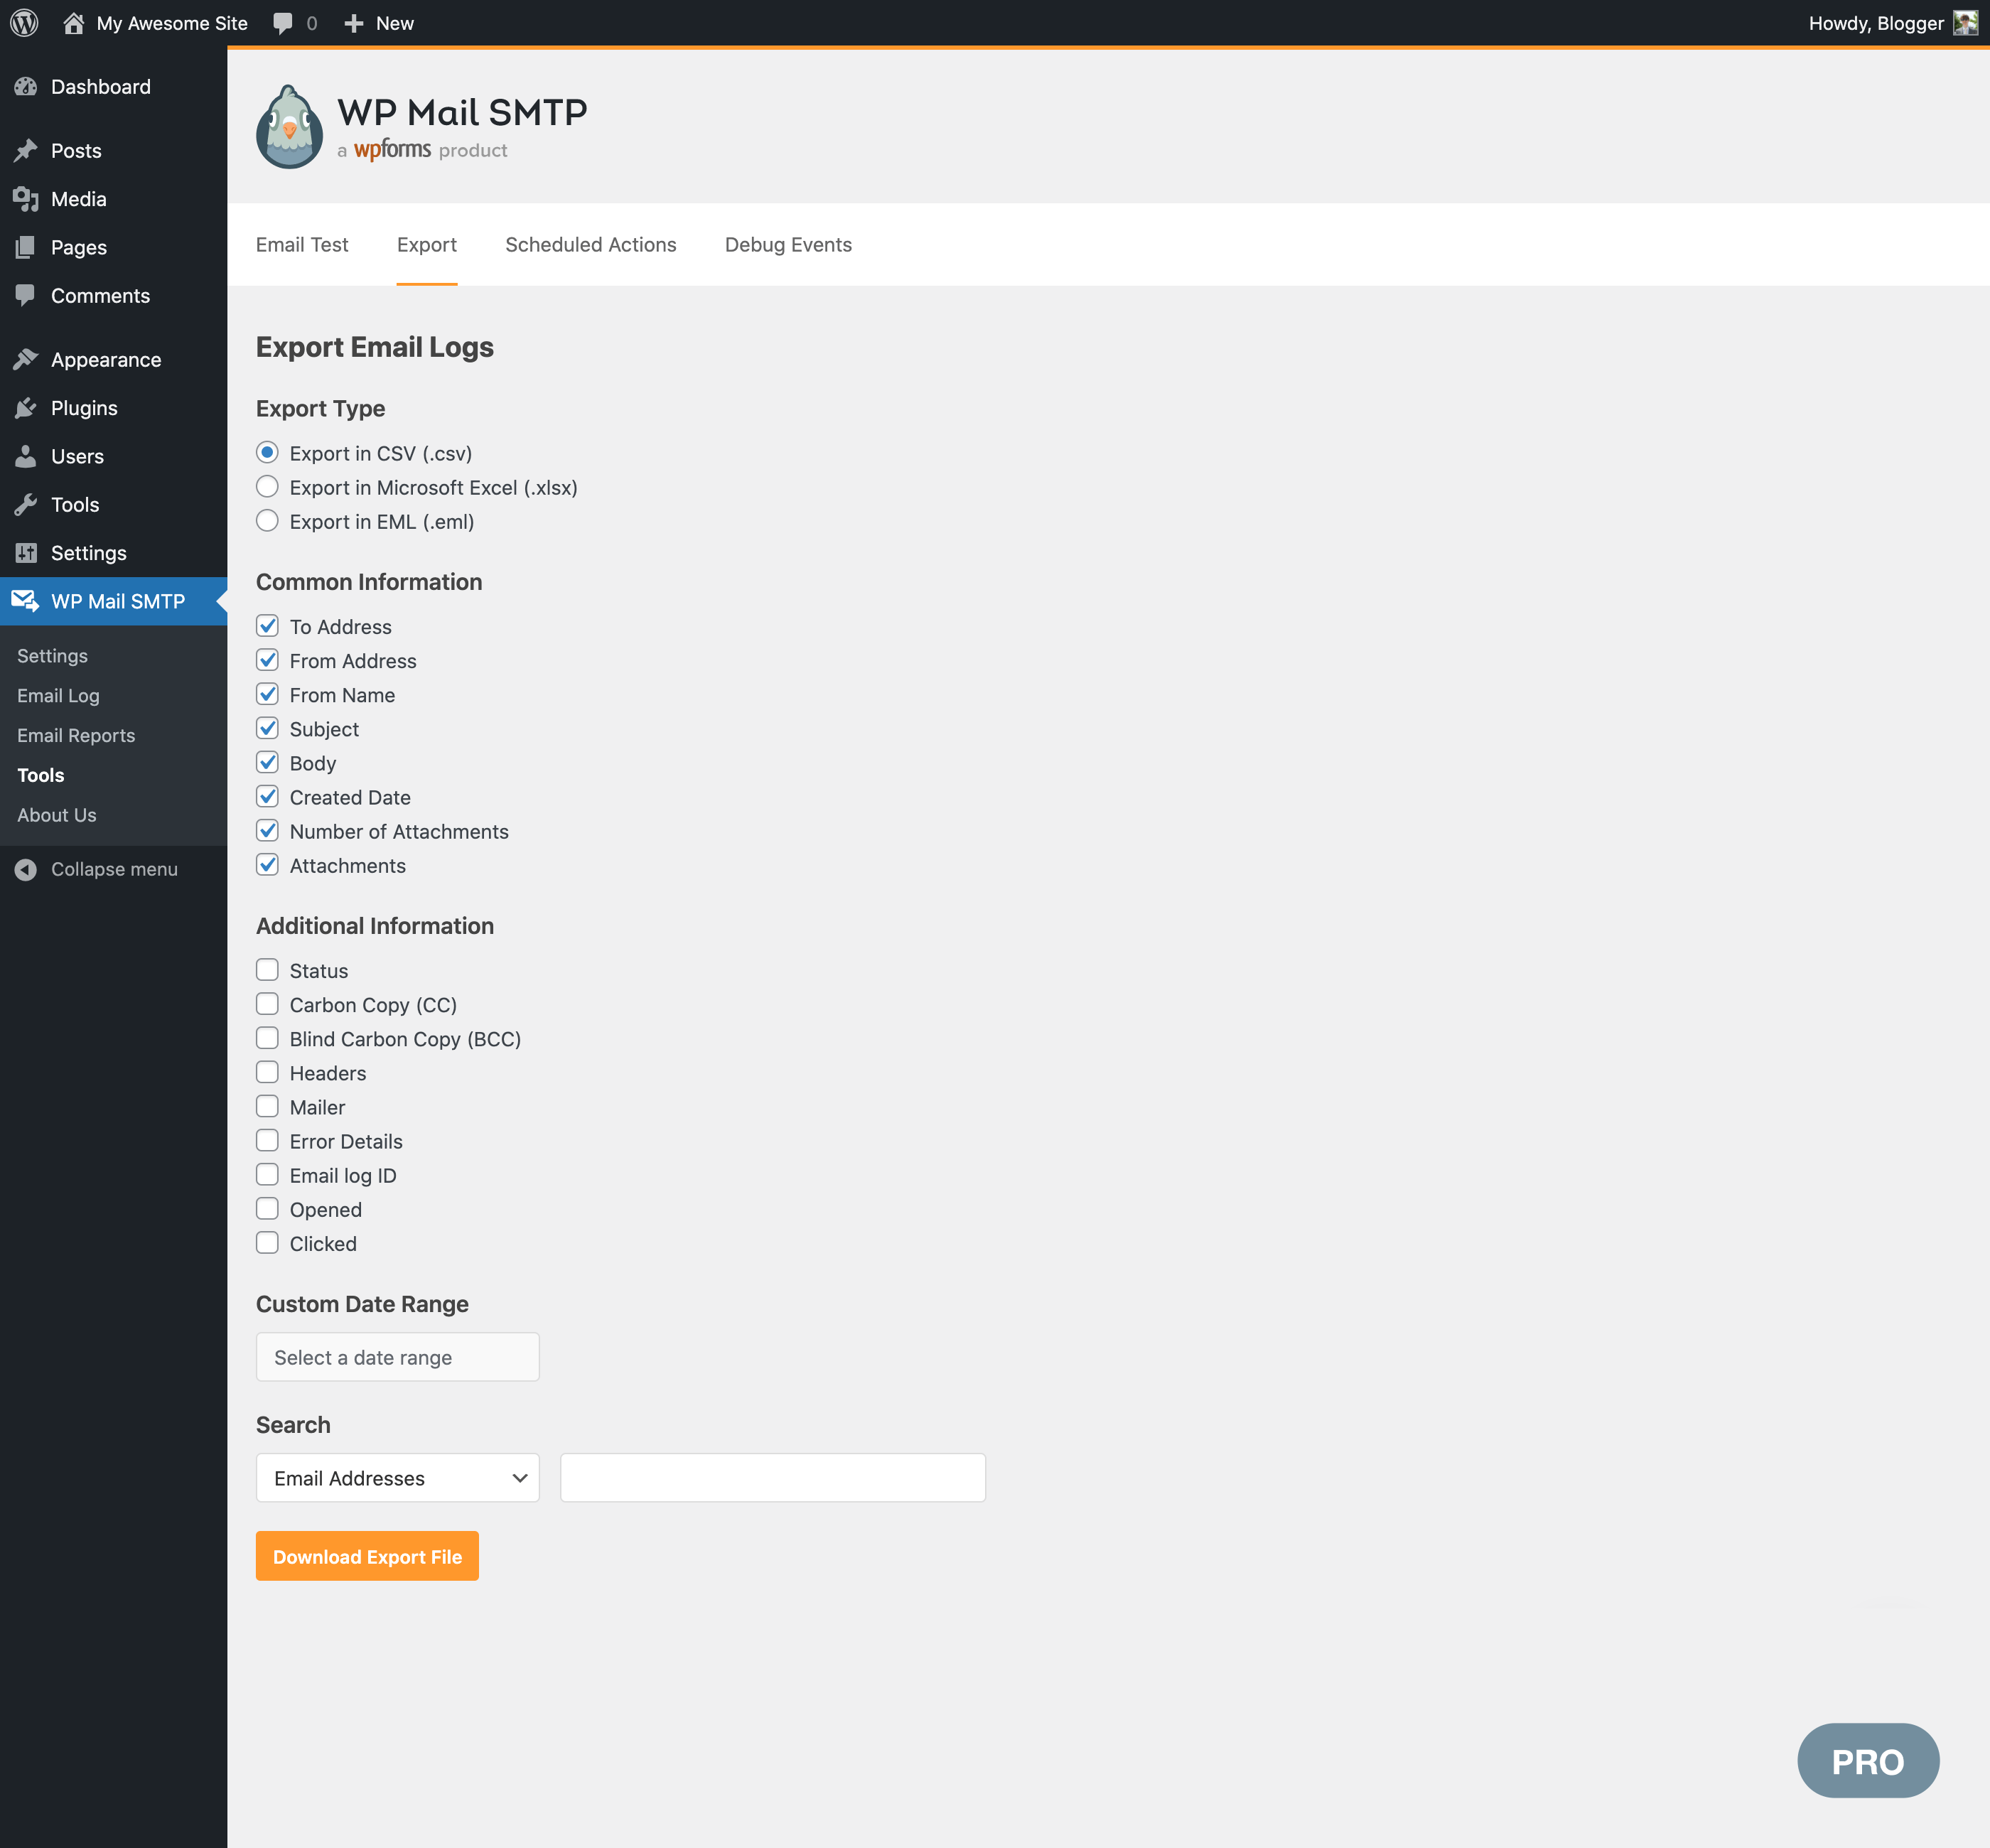 My Awesome Site 0 New Howdy, Blogger
Dashboard
Posts
Media
Pages
Comments
Appearance
Plugins
Users
Tools
Settings
WP Mail SMTP
Settings
Email Log
Email Reports
Tools
About Us
Collapse menu
WP Mail SMTP
a wpforms product
Email Test Export Scheduled Actions Debug Events
Export Email Logs
Export Type
Export in CSV (.csv)
Export in Microsoft Excel (.xlsx)
Export in EML (.eml)
Common Information
To Address
From Address
From Name
Subject
Body
Created Date
Number of Attachments
Attachments
Additional Information
Status
Carbon Copy (CC)
Blind Carbon Copy (BCC)
Headers
Mailer
Error Details
Email log ID
Opened
Clicked
Custom Date Range
Select a date range
Search
Email Addresses
Download Export File
PRO